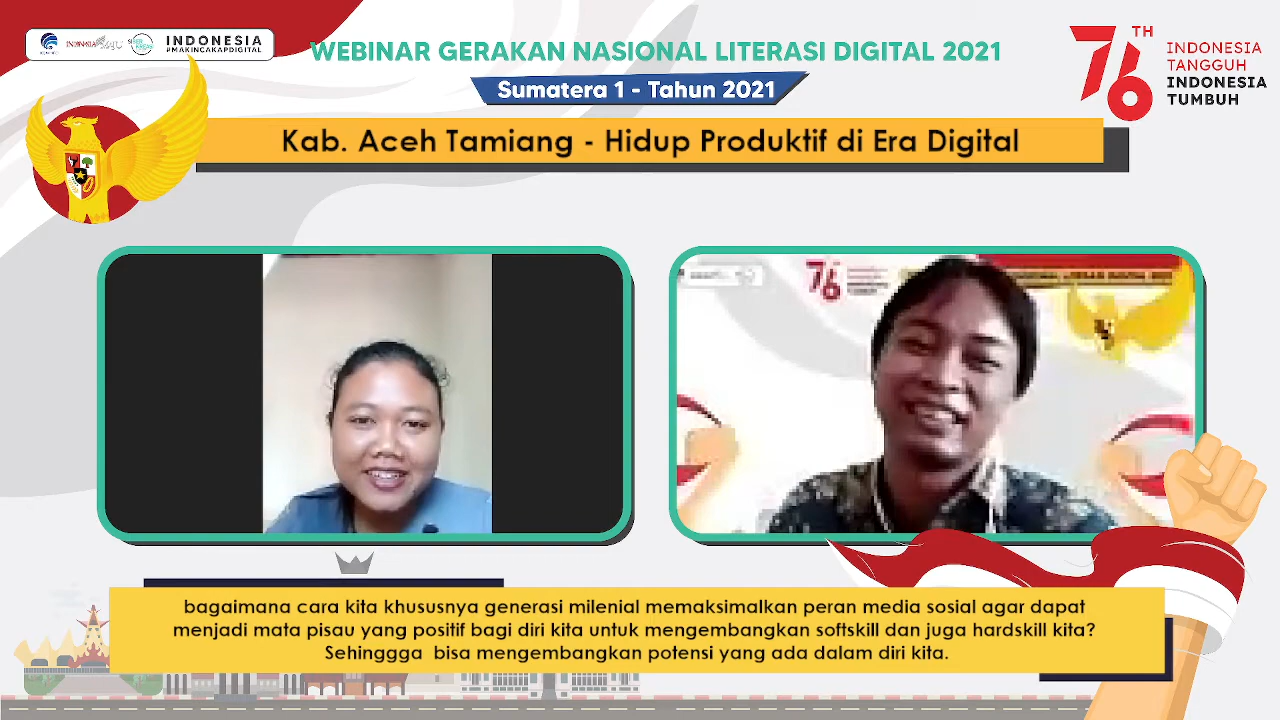 INDONESIA
#MAKINCAKAPDIGITAL
WEBINAR GERAKAN NASIONAL LITERASI DIGITAL 2021
Sumatera 1 - Tahun 2021
76TH
INDONESIA
TANGGUH
INDONESIA
TUMBUH
Kab. Aceh Tamiang - Hidup Produktif di Era Digital
76
bagaimana cara kita khususnya generasi milenial memaksimalkan peran media sosial agar dapat
menjadi mata pisau yang positif bagi diri kita untuk mengembangkan softskill dan juga hardskill kita?
Sehinggga bisa mengembangkan potensi yang ada dalam diri kita.